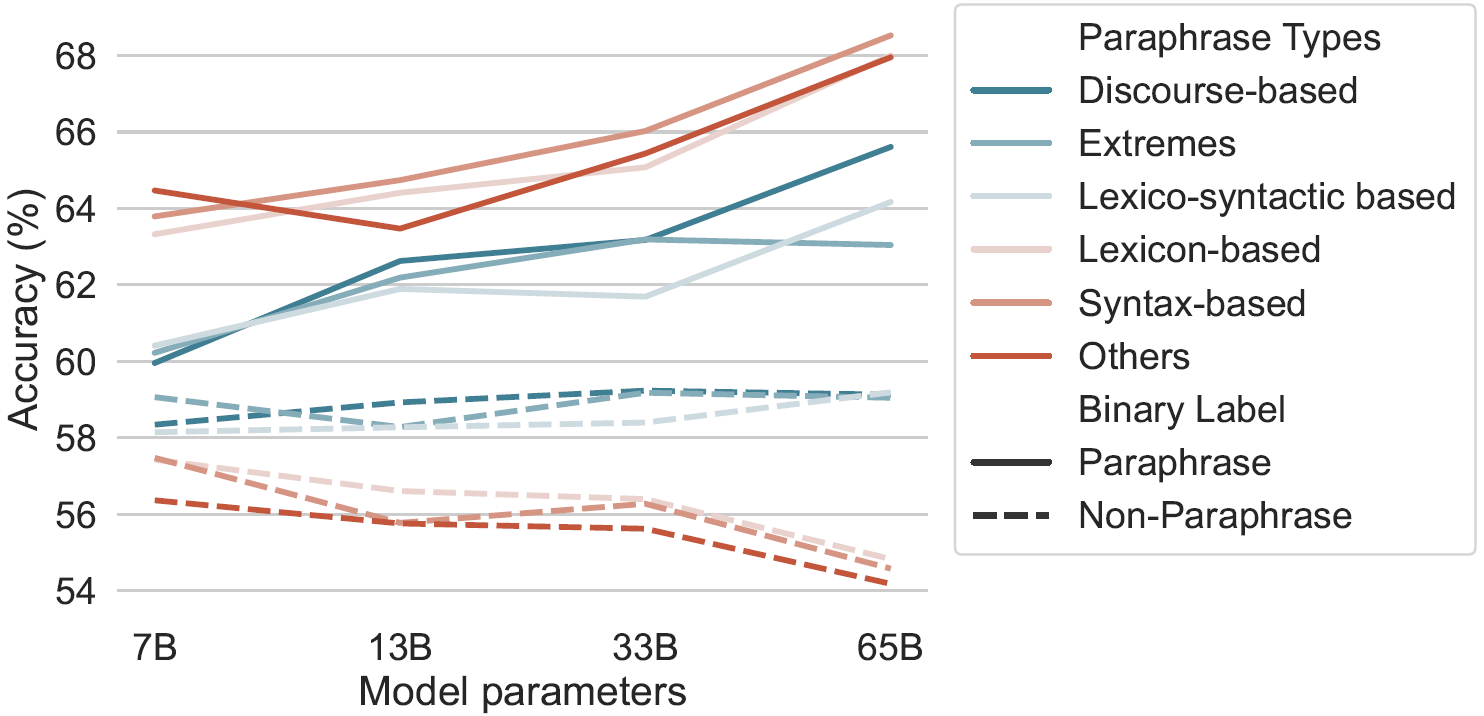 Accuracy (%)
68
66
64
62
60
58
56
54
7B
13B
33B
65B
Model parameters
Paraphrase Types
Discourse-based
Extremes
Lexico-syntactic based
Lexicon-based
Syntax-based
Others
Binary Label
Paraphrase
Non-Paraphrase